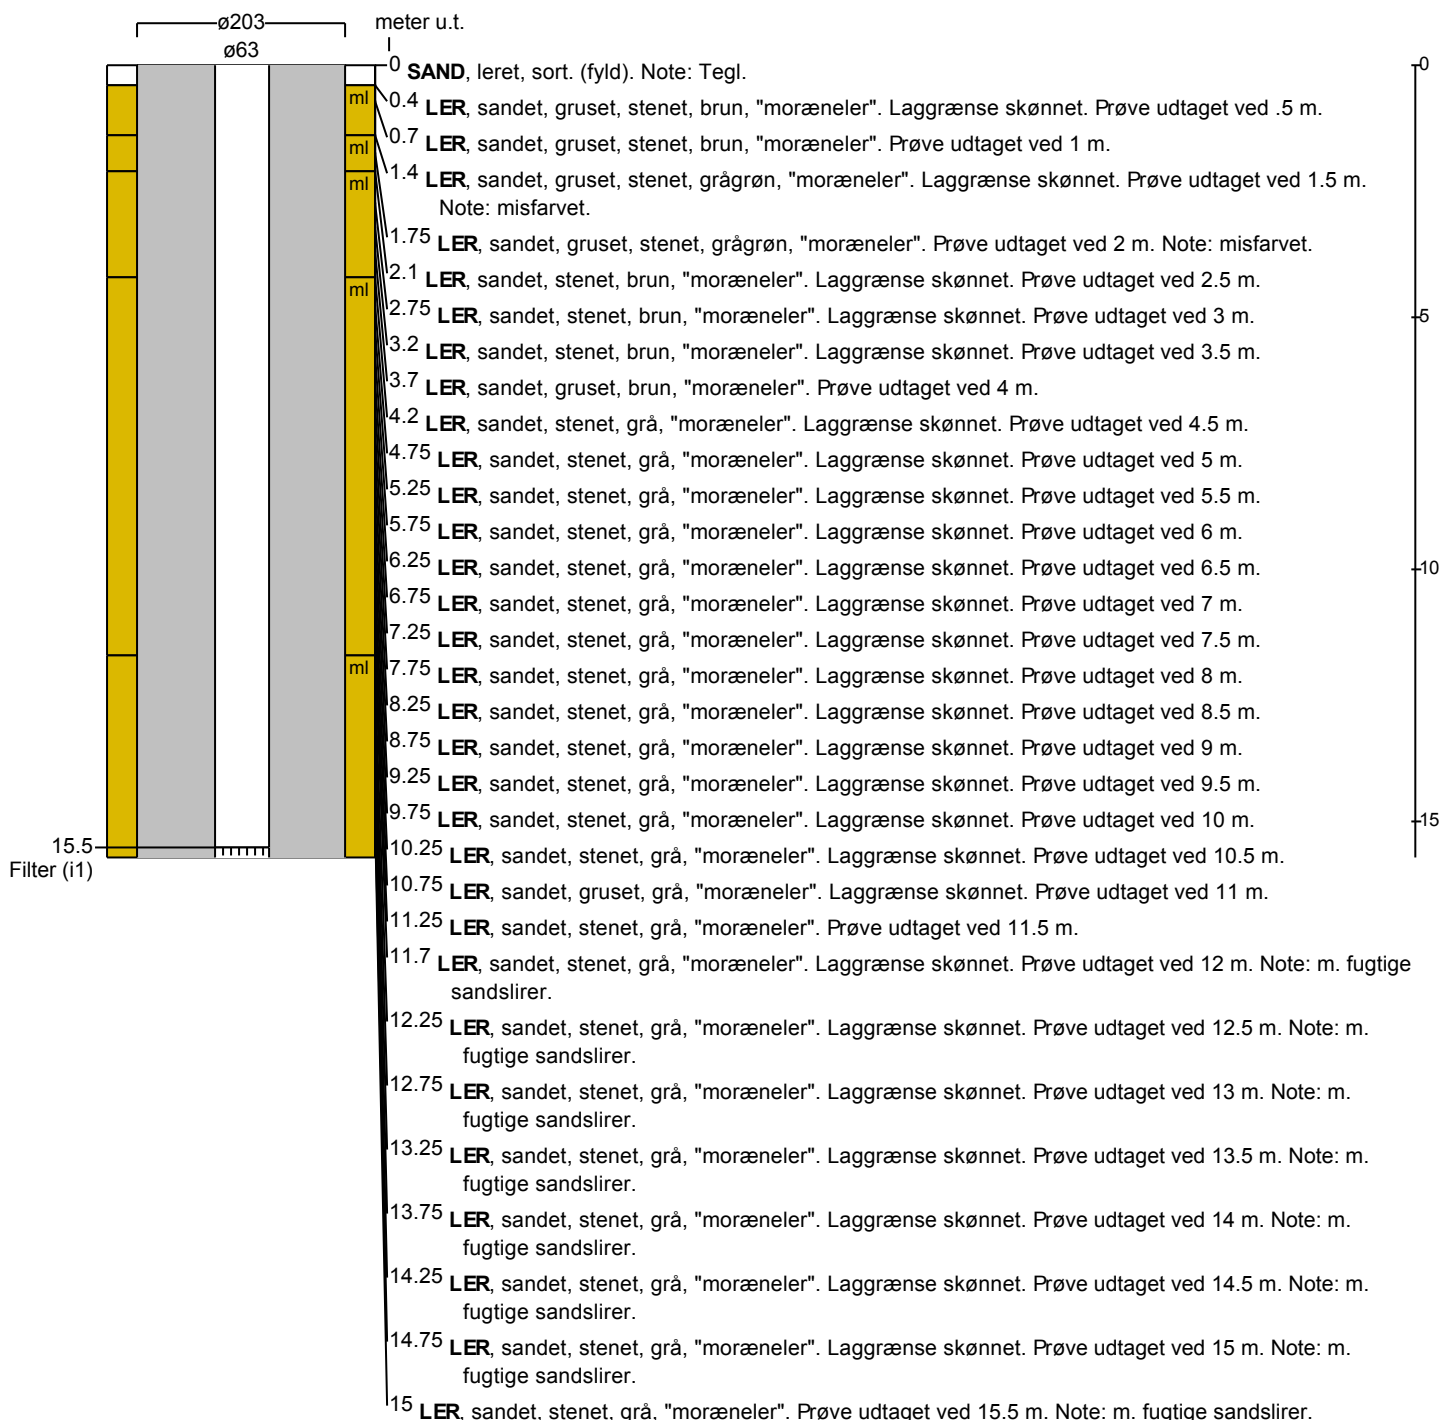 ø203
meter u.t.
ø63
0 SAND, leret, sort. (fyld). Note: Tegl.
0
ml
0.4 LER, sandet, gruset, stenet, brun, "moræneler". Laggrænse skønnet. Prøve udtaget ved .5 m.
0.7 LER, sandet, gruset, stenet, brun, "moræneler". Prøve udtaget ved 1 m.
ml
1.4 LER, sandet, gruset, stenet, grågrøn, "moræneler". Laggrænse skønnet. Prøve udtaget ved 1.5 m.
ml
Note: misfarvet.
1.75 LER, sandet, gruset, stenet, grågrøn, "moræneler". Prøve udtaget ved 2 m. Note: misfarvet.
2.1 LER, sandet, stenet, brun, "moræneler". Laggrænse skønnet. Prøve udtaget ved 2.5 m.
ml
2.75 LER, sandet, stenet, brun, "moræneler". Laggrænse skønnet. Prøve udtaget ved 3 m.
5
3.2 LER, sandet, stenet, brun, "moræneler". Laggrænse skønnet. Prøve udtaget ved 3.5 m.
3.7 LER, sandet, gruset, brun, "moræneler". Prøve udtaget ved 4 m.
4.2 LER, sandet, stenet, grå, "moræneler". Laggrænse skønnet. Prøve udtaget ved 4.5 m.
4.75 LER, sandet, stenet, grå, "moræneler". Laggrænse skønnet. Prøve udtaget ved 5 m.
5.25 LER, sandet, stenet, grå, "moræneler". Laggrænse skønnet. Prøve udtaget ved 5.5 m.
5.75 LER, sandet, stenet, grå, "moræneler". Laggrænse skønnet. Prøve udtaget ved 6 m.
6.25 LER, sandet, stenet, grå, "moræneler". Laggrænse skønnet. Prøve udtaget ved 6.5 m.
10
6.75 LER, sandet, stenet, grå, "moræneler". Laggrænse skønnet. Prøve udtaget ved 7 m.
7.25 LER, sandet, stenet, grå, "moræneler". Laggrænse skønnet. Prøve udtaget ved 7.5 m.
ml
7.75 LER, sandet, stenet, grå, "moræneler". Laggrænse skønnet. Prøve udtaget ved 8 m.
8.25 LER, sandet, stenet, grå, "moræneler". Laggrænse skønnet. Prøve udtaget ved 8.5 m.
8.75 LER, sandet, stenet, grå, "moræneler". Laggrænse skønnet. Prøve udtaget ved 9 m.
9.25 LER, sandet, stenet, grå, "moræneler". Laggrænse skønnet. Prøve udtaget ved 9.5 m.
9.75 LER, sandet, stenet, grå, "moræneler". Laggrænse skønnet. Prøve udtaget ved 10 m.
15
15.5
Filter (i1)
10.25 LER, sandet, stenet, grå, "moræneler". Laggrænse skønnet. Prøve udtaget ved 10.5 m.
10.75 LER, sandet, gruset, grå, "moræneler". Laggrænse skønnet. Prøve udtaget ved 11 m.
11.25 LER, sandet, stenet, grå, "moræneler". Prøve udtaget ved 11.5 m.
11.7 LER, sandet, stenet, grå, "moræneler". Laggrænse skønnet. Prøve udtaget ved 12 m. Note: m. fugtige
sandslirer.
12.25 LER, sandet, stenet, grå, "moræneler". Laggrænse skønnet. Prøve udtaget ved 12.5 m. Note: m.
fugtige sandslirer.
12.75 LER, sandet, stenet, grå, "moræneler". Laggrænse skønnet. Prøve udtaget ved 13 m. Note: m.
fugtige sandslirer.
13.25 LER, sandet, stenet, grå, "moræneler". Laggrænse skønnet. Prøve udtaget ved 13.5 m. Note: m.
fugtige sandslirer.
13.75 LER, sandet, stenet, grå, "moræneler". Laggrænse skønnet. Prøve udtaget ved 14 m. Note: m.
fugtige sandslirer.
14.25 LER, sandet, stenet, grå, "moræneler". Laggrænse skønnet. Prøve udtaget ved 14.5 m. Note: m.
fugtige sandslirer.
14.75 LER, sandet, stenet, grå, "moræneler". Laggrænse skønnet. Prøve udtaget ved 15 m. Note: m.
fugtige sandslirer.
15 LER, sandet, stenet, grå, "moræneler". Prøve udtaget ved 15.5 m. Note: m. fugtige sandslirer.